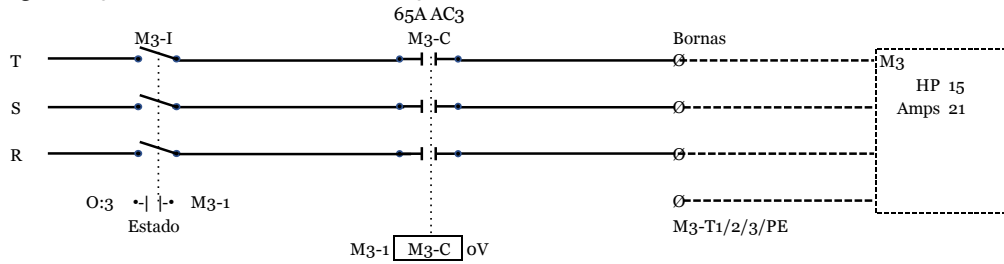 65A AC3
M3-I M3-C Bornas
T M3
HP 15
S Amps 21
R
O:3 M3-1
Estado M3-T1/2/3/PE
M3-1 M3-C 0V